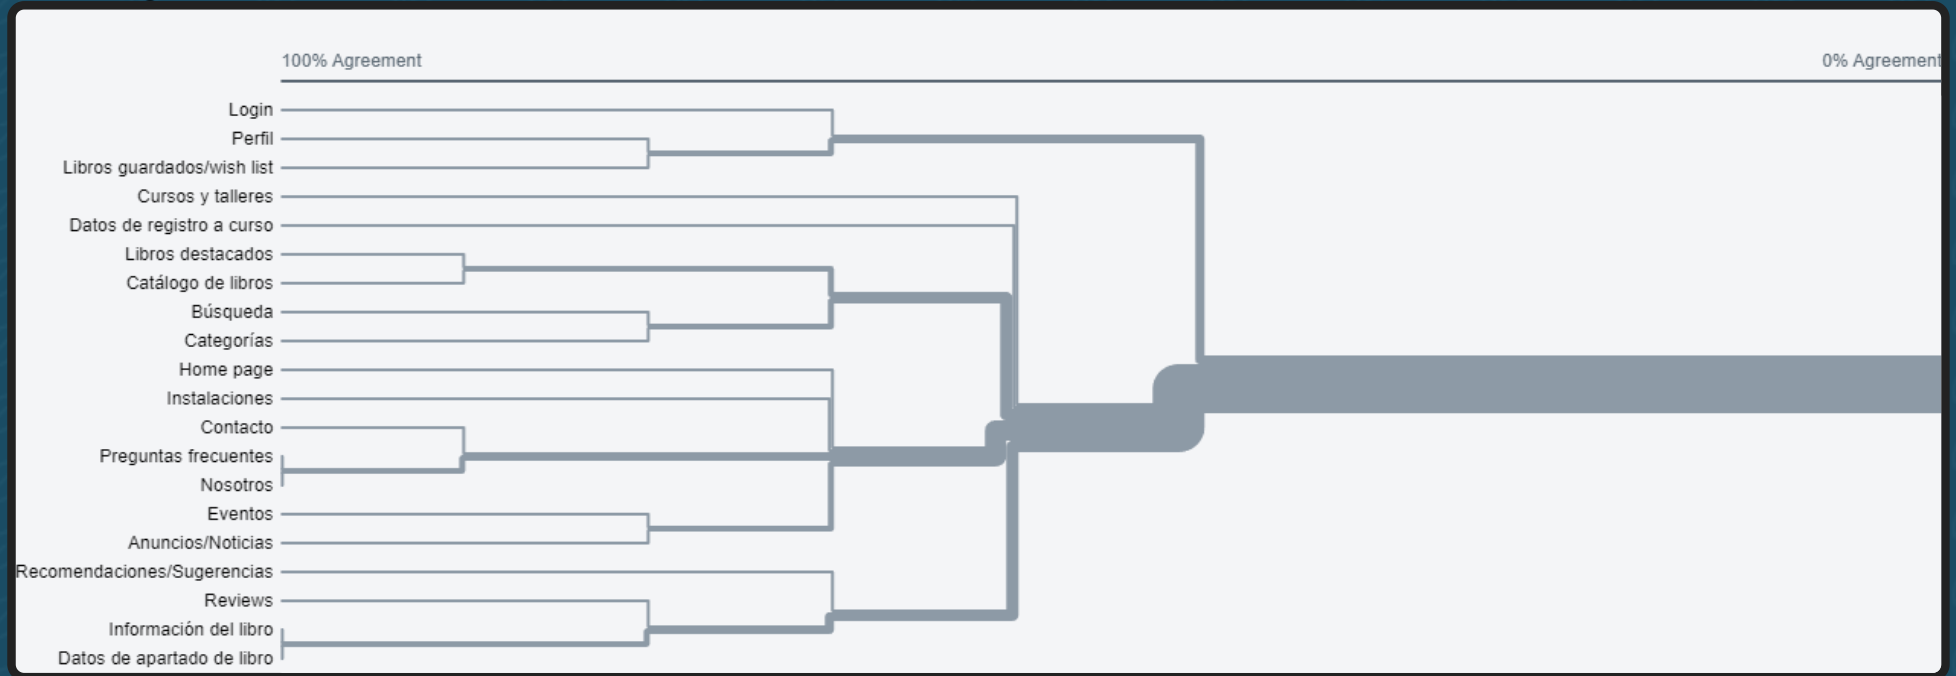 100% Agreement 0% Agreement
Login
Perfil
Libros guardados/wish list
Cursos y talleres
Datos de registro a curso
Libros destacados
Catálogo de libros
Búsqueda
Categorías
Home page
Instalaciones
Contacto
Preguntas frecuentes
Nosotros
Eventos
Anuncios/Noticias
Recomendaciones/Sugerencias
Reviews
Información del libro
Datos de apartado de libro